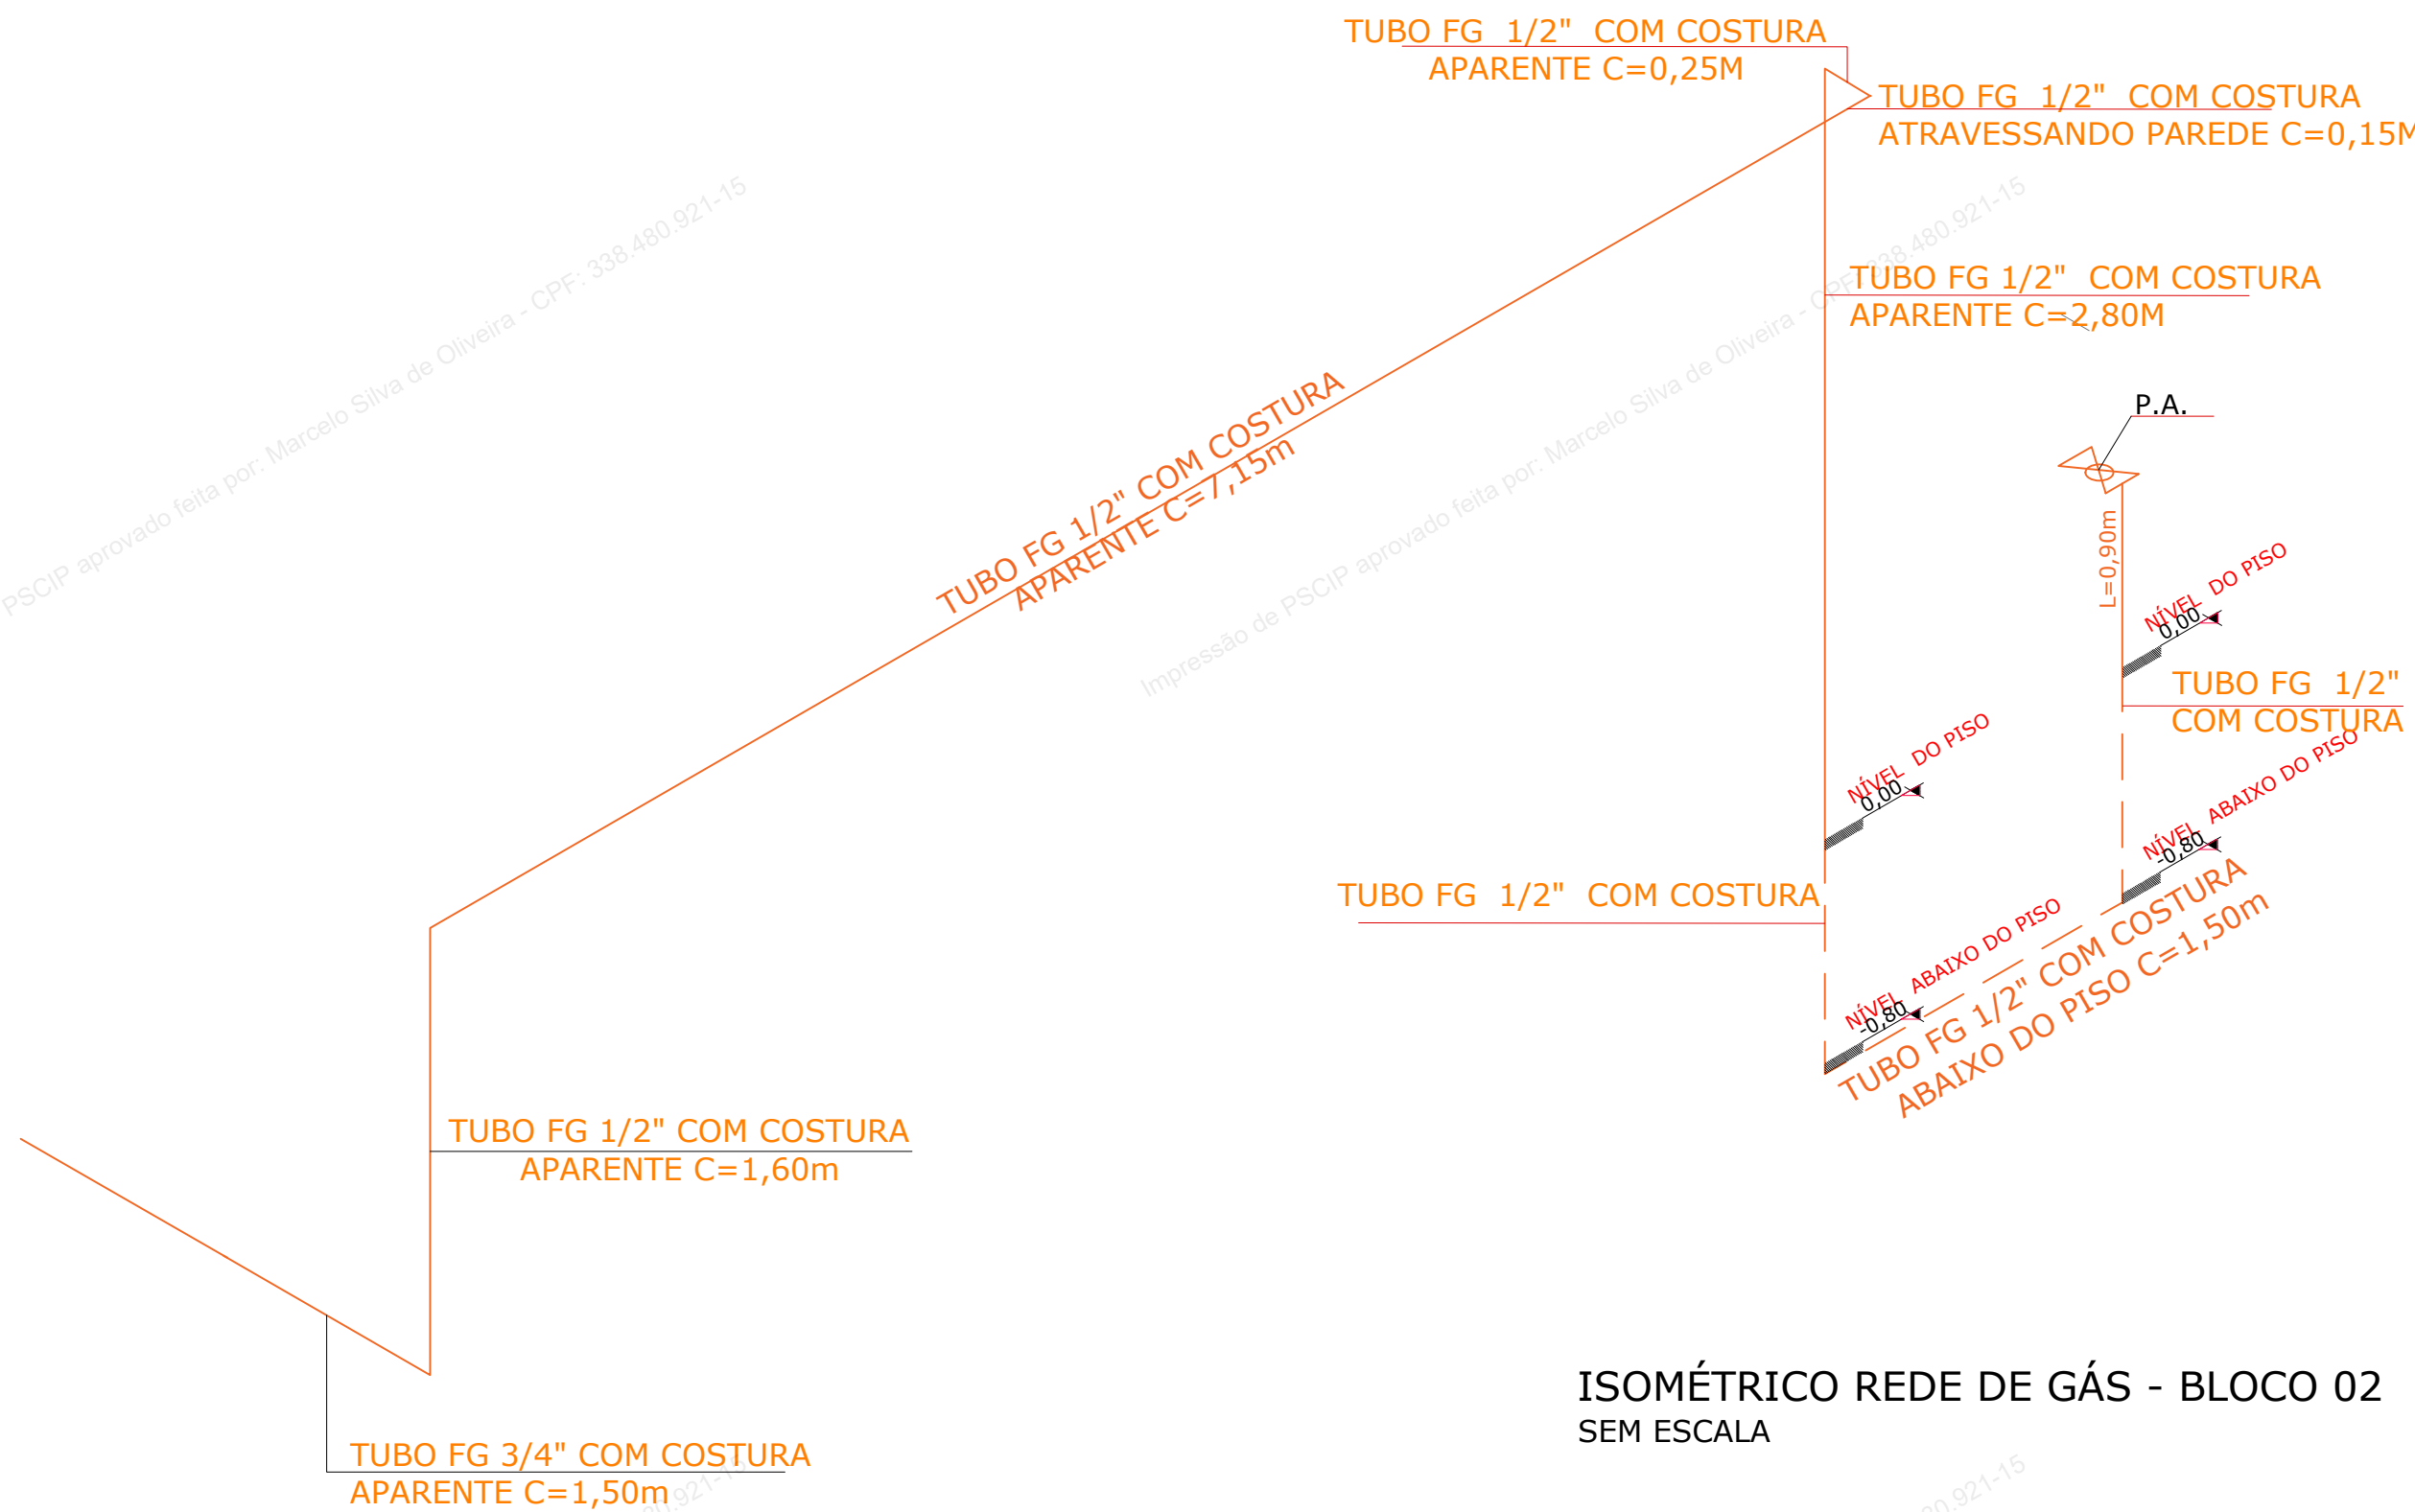 TUBO FG 1/2" COM COSTURA
APARENTE C=0,25M
TUBO FG 1/2" COM COSTURA
ATRAVESSANDO PAREDE C=0,15M
TUBO FG 1/2" COM COSTURA
APARENTE C=2,80M
P.A.
L=0,90m
NÍVEL DO PISO
0,00
TUBO FG 1/2"
COM COSTURA
TUBO FG 1/2" COM COSTURA
APARENTE C=7,15m
NÍVEL DO PISO
0,00
NÍVEL ABAIXO DO PISO
-0,80
TUBO FG 1/2" COM COSTURA
NÍVEL ABAIXO DO PISO
-0,80
TUBO FG 1/2" COM COSTURA
ABAIXO DO PISO C=1,50m
TUBO FG 1/2" COM COSTURA
APARENTE C=1,60m
TUBO FG 3/4" COM COSTURA
APARENTE C=1,50m
ISOMÉTRICO REDE DE GÁS - BLOCO 02
SEM ESCALA
PSCIP aprovado feita por: Marcelo Silva de Oliveira - CPF: 338.480.921-15
Impressão de PSCIP aprovado feita por: Marcelo Silva de Oliveira - CPF: 338.480.921-15